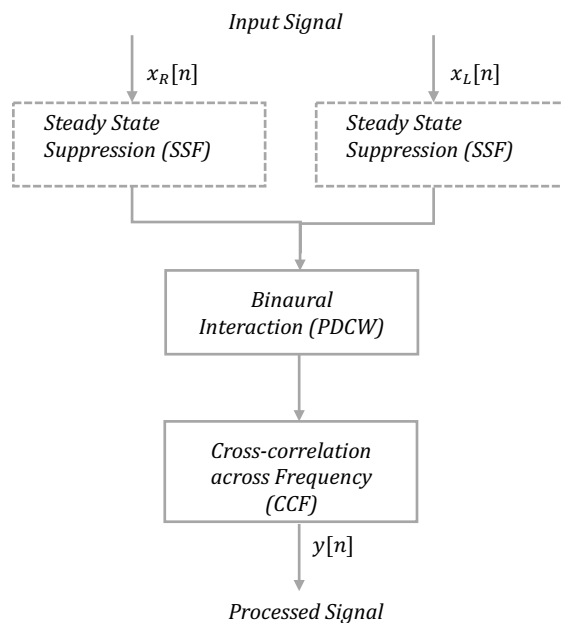 Input Signal
x_R[n]
x_L[n]
Steady State
Suppression (SSF)
Steady State
Suppression (SSF)
Binaural
Interaction (PDCW)
Cross-correlation
across Frequency
(CCF)
y[n]
Processed Signal